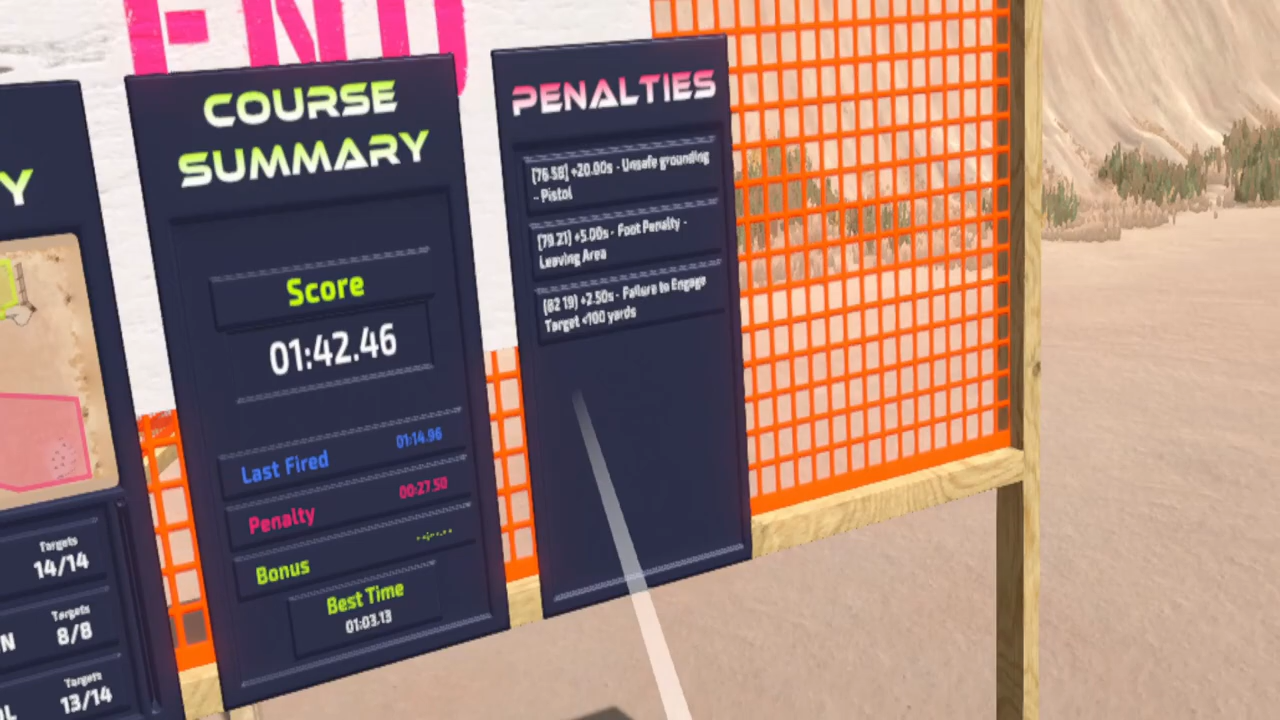 END
Y
COURSE
SUMMARY
Score
01:42.46
Last Fired 01:14.96
Penalty 00:27.50
Bonus --:--.--
Best Time
01:03.13
PENALTIES
[76.58] +20.00s - Unsafe grounding
- Pistol
[79.21] +5.00s - Foot Penalty -
Leaving Area
[82.19] +2.50s - Failure to Engage
Target <100 yards
Targets
14/14
N
Targets
8/8
OL
Targets
13/14